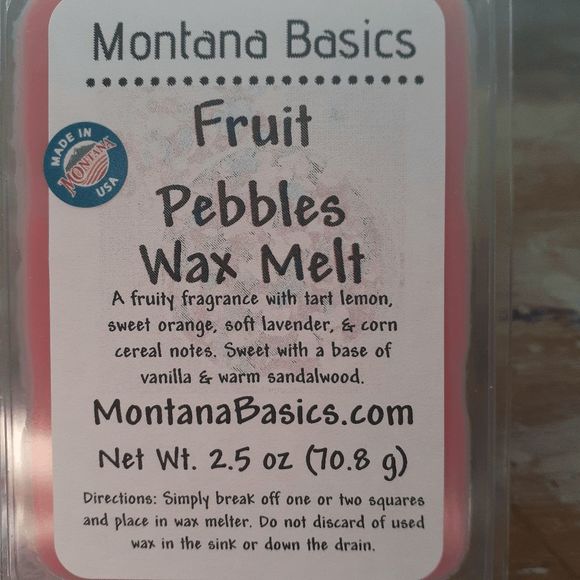 Montana Basics
Fruit
MADE IN
MONTANA
USA
Pebbles
Wax Melt
A fruity fragrance with tart lemon,
sweet orange, soft lavender, & corn
cereal notes. Sweet with a base of
vanilla & warm sandalwood.
MontanaBasics.com
Net Wt. 2.5 oz (70.8 g)
Directions: Simply break off one or two squares
and place in wax melter. Do not discard of used
wax in the sink or down the drain.